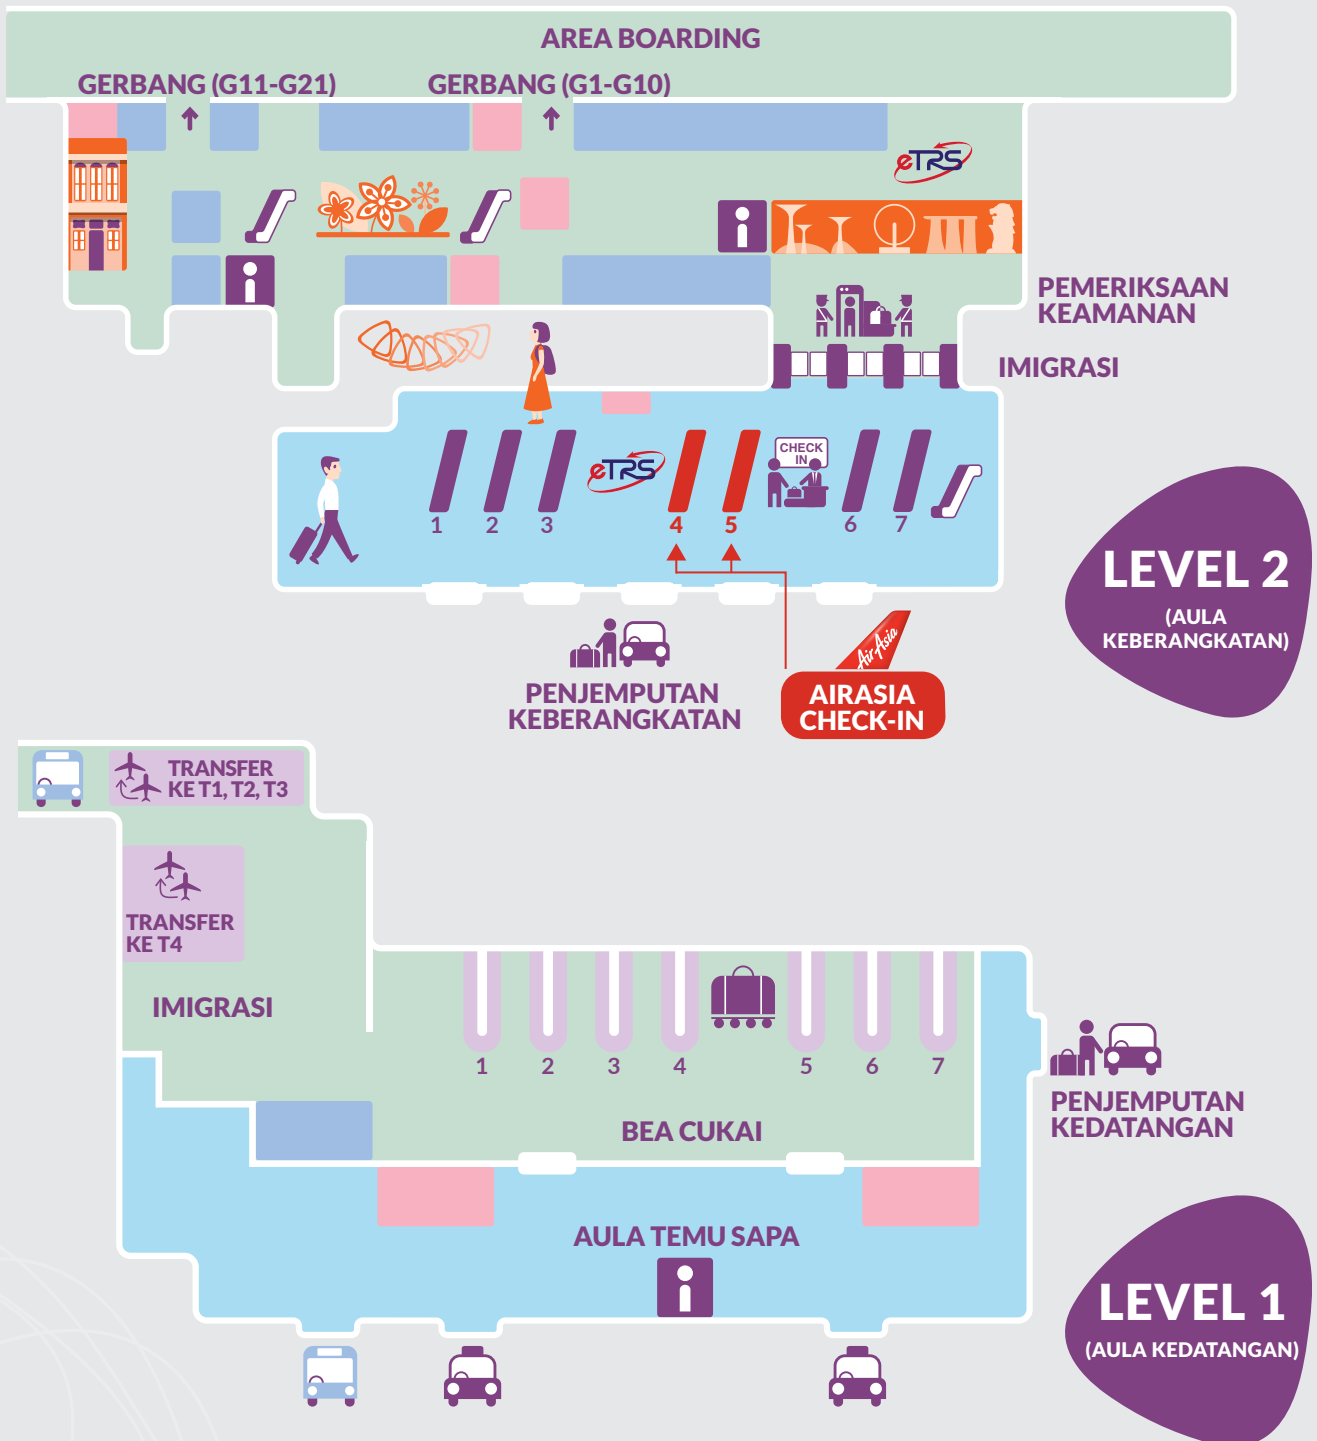 AREA BOARDING
GERBANG (G11-G21)
GERBANG (G1-G10)
eTRS
PEMERIKSAAN
KEAMANAN
IMIGRASI
CHECK
IN
eTRS
1
2
3
4
5
6
7
LEVEL 2
(AULA
KEBERANGKATAN)
AirAsia
PENJEMPUTAN
KEBERANGKATAN
AIRASIA
CHECK-IN
TRANSFER
KE T1, T2, T3
TRANSFER
KE T4
IMIGRASI
1
2
3
4
5
6
7
PENJEMPUTAN
KEDATANGAN
BEA CUKAI
AULA TEMU SAPA
LEVEL 1
(AULA KEDATANGAN)